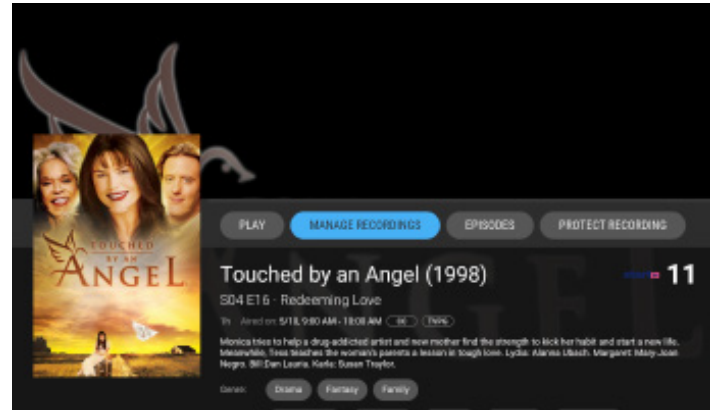 PLAY
MANAGE RECORDINGS
EPISODES
PROTECT RECORDING
TOUCHED
BY AN
ANGEL
Touched by an Angel (1998)
11
S04 E16 · Redeeming Love
1h Aired on: 5/18, 9:00 AM - 10:00 AM CC TVPG
Monica tries to help a drug-addicted artist and new mother find the strength to kick her habit and start a new life.
Meanwhile, Tess teaches the woman's parents a lesson in tough love. Lydia: Alanna Ubach. Margaret: Mary-Joan
Negro. Bill: Dan Lauria. Karla: Susan Traylor.
Genre: Drama Fantasy Family